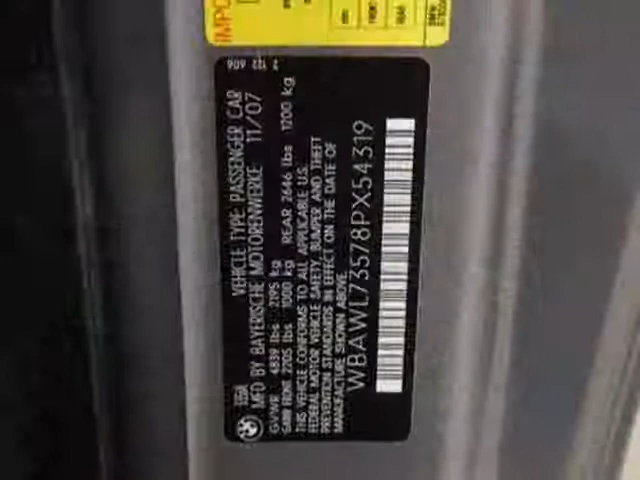 IMPO
2 122 606
VEHICLE TYPE: PASSENGER CAR
MFD BY BAYERISCHE MOTORENWERKE 11/07
GVWR 4839 lbs 2195 kg
GAWR FRONT 2205 lbs 1000 kg REAR 2646 lbs 1200 kg
THIS VEHICLE CONFORMS TO ALL APPLICABLE U.S.
FEDERAL MOTOR VEHICLE SAFETY, BUMPER AND THEFT
PREVENTION STANDARDS IN EFFECT ON THE DATE OF
MANUFACTURE SHOWN ABOVE.
WBAWL73578PX54319